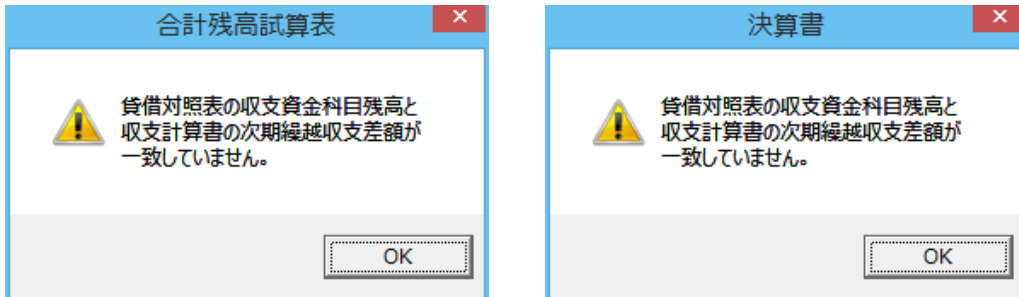 合計残高試算表
貸借対照表の収支資金科目残高と
収支計算書の次期繰越収支差額が
一致していません。
OK
決算書
貸借対照表の収支資金科目残高と
収支計算書の次期繰越収支差額が
一致していません。
OK